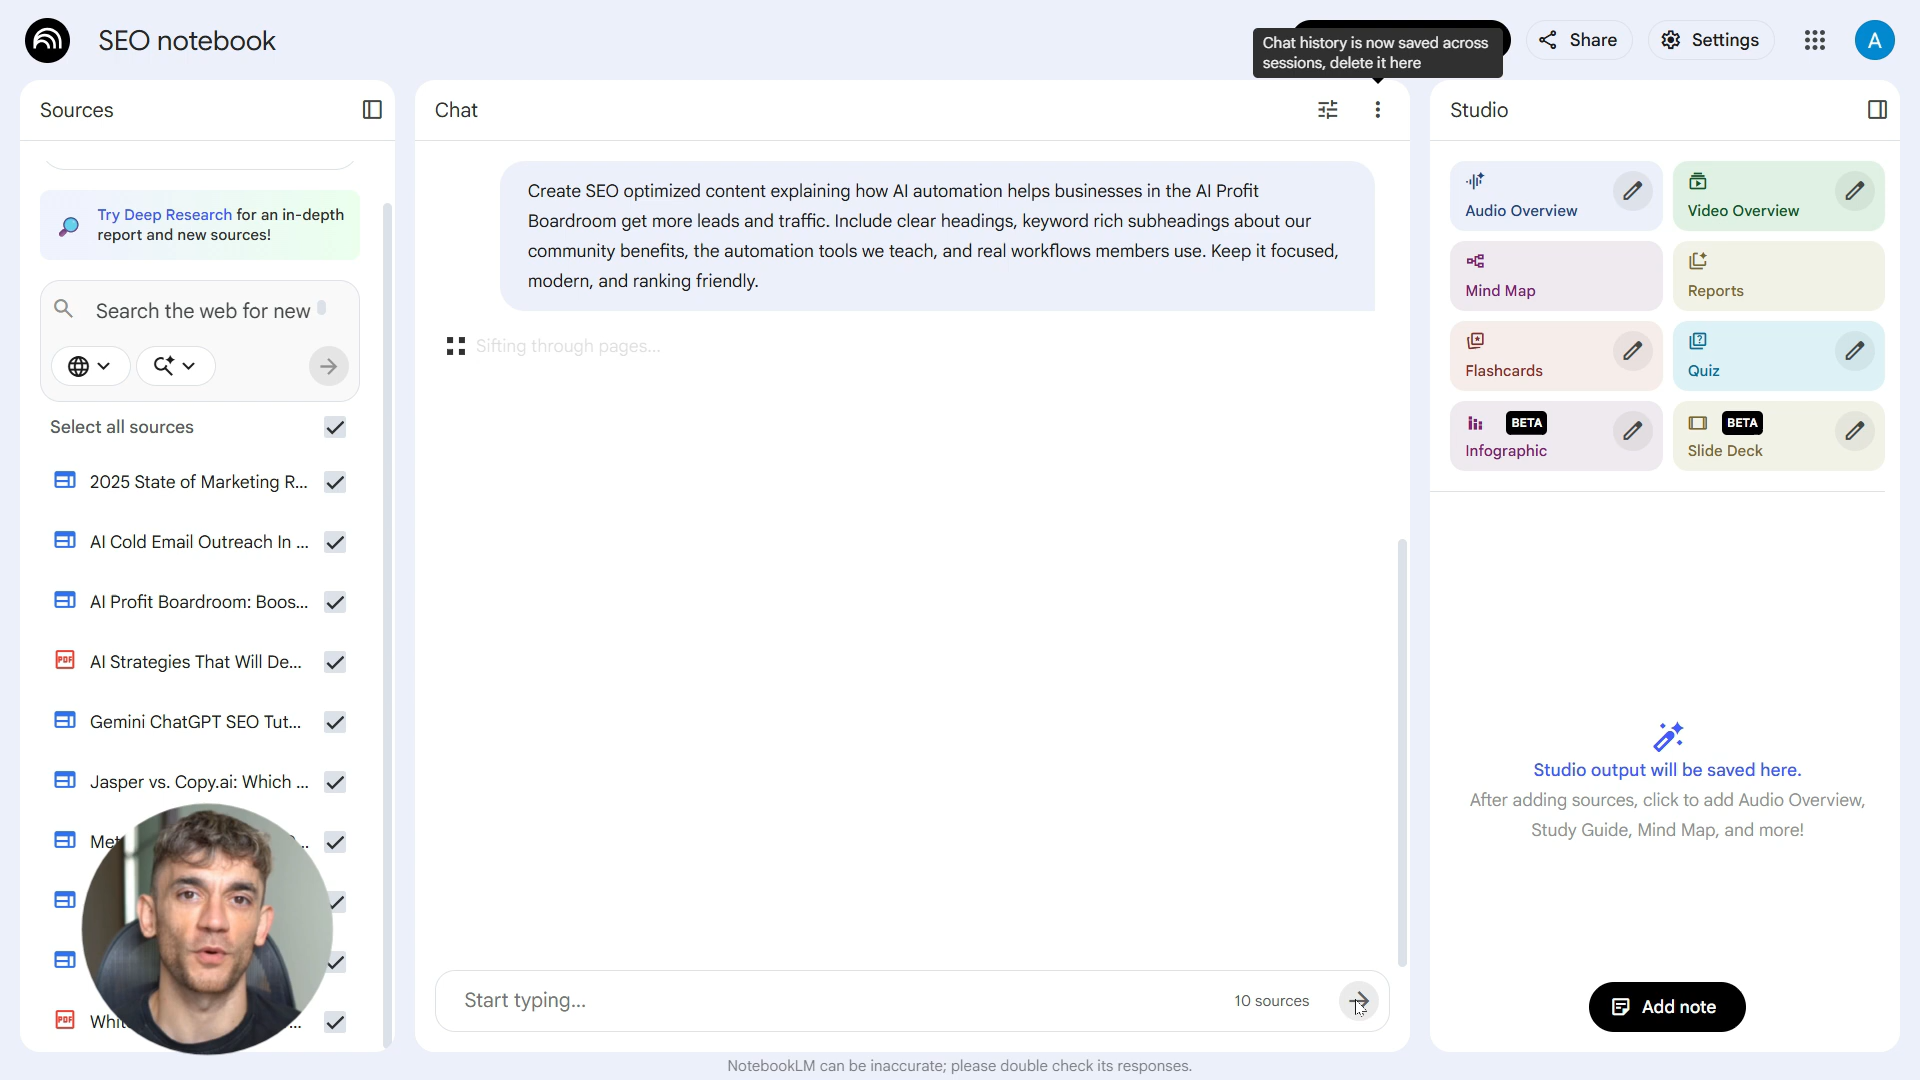 SEO notebook
Chat history is now saved across
sessions, delete it here
Share
Settings
A
Sources
Try Deep Research for an in-depth
report and new sources!
Search the web for new
Select all sources
2025 State of Marketing R...
AI Cold Email Outreach In ...
AI Profit Boardroom: Boos...
PDF AI Strategies That Will De...
Gemini ChatGPT SEO Tut...
Jasper vs. Copy.ai: Which ...
PDF
Chat
Create SEO optimized content explaining how AI automation helps businesses in the AI Profit
Boardroom get more leads and traffic. Include clear headings, keyword rich subheadings about our
community benefits, the automation tools we teach, and real workflows members use. Keep it focused,
modern, and ranking friendly.
Sifting through pages...
Start typing...
10 sources
NotebookLM can be inaccurate; please double check its responses.
Studio
Audio Overview
Video Overview
Mind Map
Reports
Flashcards
Quiz
BETA
Infographic
BETA
Slide Deck
Studio output will be saved here.
After adding sources, click to add Audio Overview,
Study Guide, Mind Map, and more!
Add note